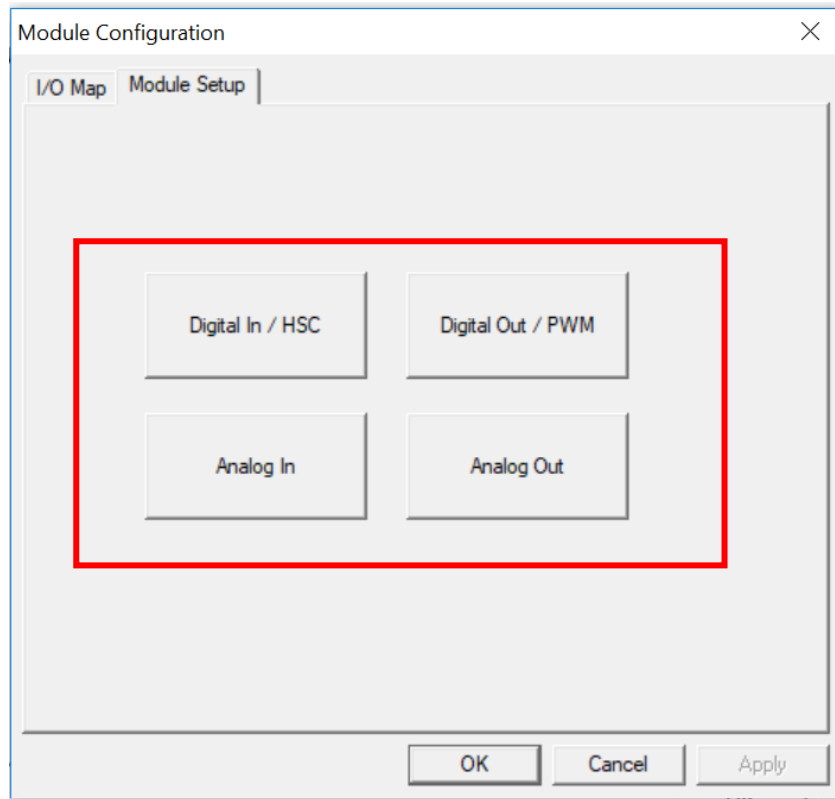 Module Configuration
I/O Map Module Setup
Digital In / HSC Digital Out / PWM
Analog In Analog Out
OK Cancel Apply